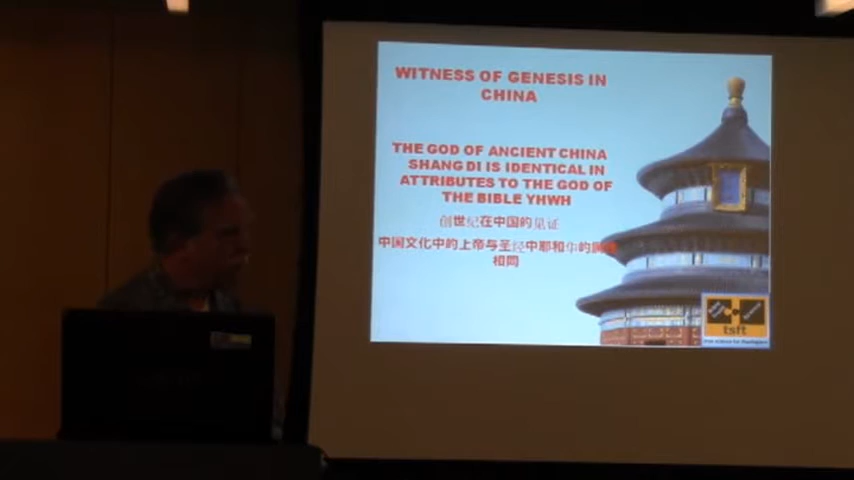 WITNESS OF GENESIS IN
CHINA
THE GOD OF ANCIENT CHINA
SHANG DI IS IDENTICAL IN
ATTRIBUTES TO THE GOD OF
THE BIBLE YHWH
创世纪在中国的见证
中国文化中的上帝与圣经中耶和华的
相同
tsft